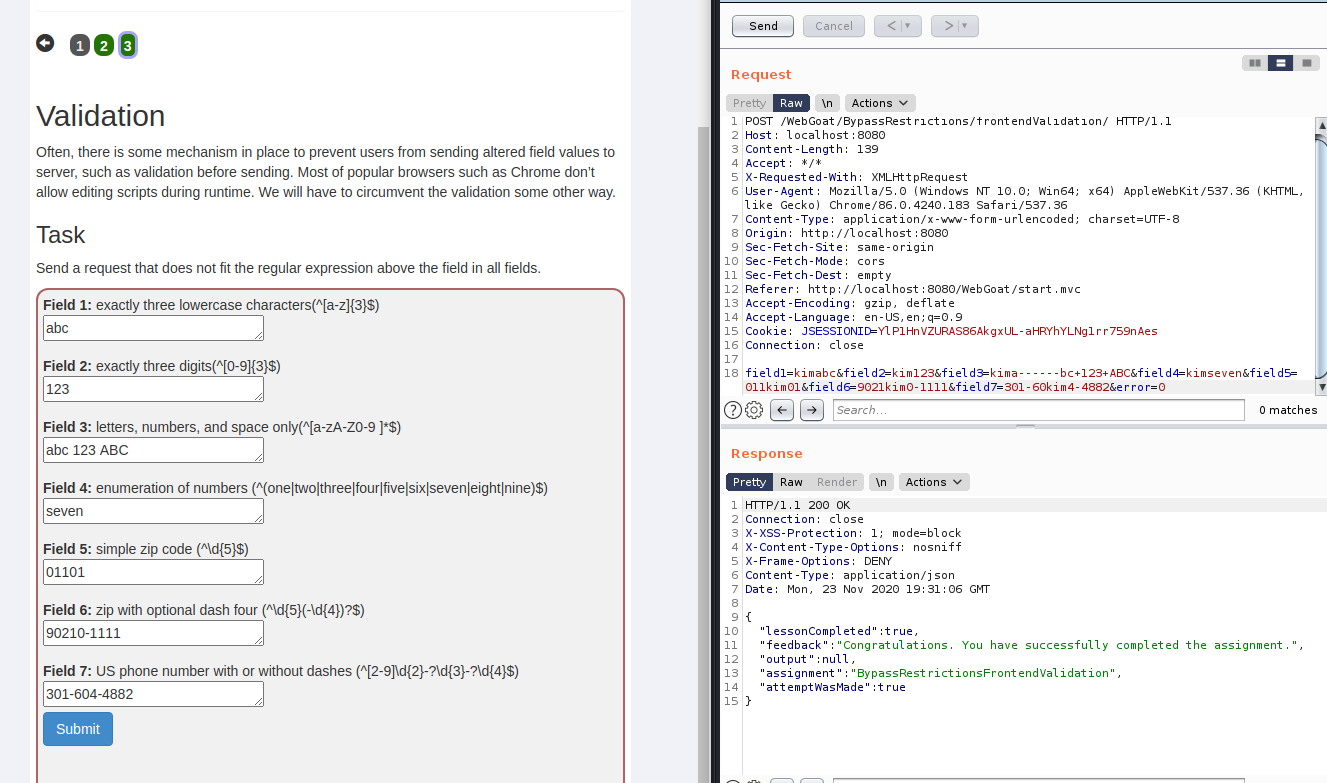 1 2 3
Validation
Often, there is some mechanism in place to prevent users from sending altered field values to
server, such as validation before sending. Most of popular browsers such as Chrome don't
allow editing scripts during runtime. We will have to circumvent the validation some other way.
Task
Send a request that does not fit the regular expression above the field in all fields.
Field 1: exactly three lowercase characters(^[a-z]{3}$)
abc
Field 2: exactly three digits(^[0-9]{3}$)
123
Field 3: letters, numbers, and space only(^[a-zA-Z0-9 ]*$)
abc 123 ABC
Field 4: enumeration of numbers (^(one|two|three|four|five|six|seven|eight|nine)$)
seven
Field 5: simple zip code (^\d{5}$)
01101
Field 6: zip with optional dash four (^\d{5}(-\d{4})?$)
90210-1111
Field 7: US phone number with or without dashes (^[2-9]\d{2}-?\d{3}-?\d{4}$)
301-604-4882
Submit
Send Cancel < >
Request
Pretty Raw \n Actions
1 POST /WebGoat/BypassRestrictions/frontendValidation/ HTTP/1.1
2 Host: localhost:8080
3 Content-Length: 139
4 Accept: */*
5 X-Requested-With: XMLHttpRequest
6 User-Agent: Mozilla/5.0 (Windows NT 10.0; Win64; x64) AppleWebKit/537.36 (KHTML,
like Gecko) Chrome/86.0.4240.183 Safari/537.36
7 Content-Type: application/x-www-form-urlencoded; charset=UTF-8
8 Origin: http://localhost:8080
9 Sec-Fetch-Site: same-origin
10 Sec-Fetch-Mode: cors
11 Sec-Fetch-Dest: empty
12 Referer: http://localhost:8080/WebGoat/start.mvc
13 Accept-Encoding: gzip, deflate
14 Accept-Language: en-US,en;q=0.9
15 Cookie: JSESSIONID=YlP1HnVZURAS86AkgxUL-aHRYhYLNg1rr759nAes
16 Connection: close
17
18 field1=kimabc&field2=kim123&field3=kima------bc+123+ABC&field4=kimseven&field5=
011kim01&field6=9021kim0-1111&field7=301-60kim4-4882&error=0
Search... 0 matches
Response
Pretty Raw Render \n Actions
1 HTTP/1.1 200 OK
2 Connection: close
3 X-XSS-Protection: 1; mode=block
4 X-Content-Type-Options: nosniff
5 X-Frame-Options: DENY
6 Content-Type: application/json
7 Date: Mon, 23 Nov 2020 19:31:06 GMT
8
9 {
10 "lessonCompleted":true,
11 "feedback":"Congratulations. You have successfully completed the assignment.",
12 "output":null,
13 "assignment":"BypassRestrictionsFrontendValidation",
14 "attemptWasMade":true
15 }